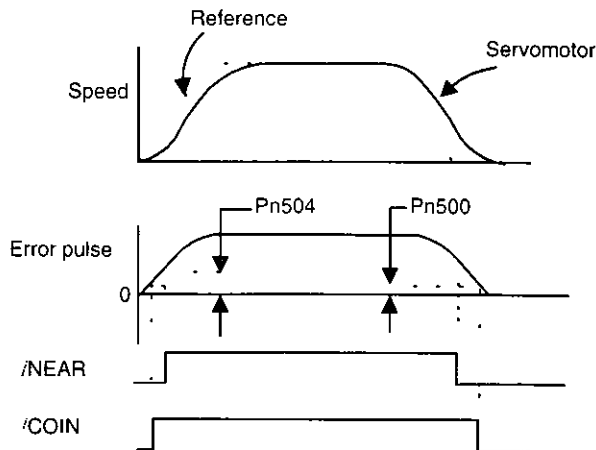 Reference
Servomotor
Speed
Pn504
Pn500
Error pulse
0
/NEAR
/COIN